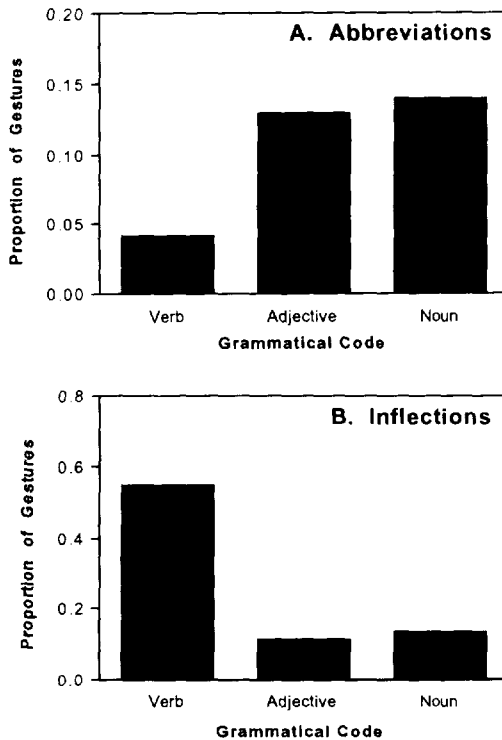 A. Abbreviations
Proportion of Gestures
0.20
0.15
0.10
0.05
0.00
Verb Adjective Noun
Grammatical Code
B. Inflections
Proportion of Gestures
0.8
0.6
0.4
0.2
0.0
Verb Adjective Noun
Grammatical Code